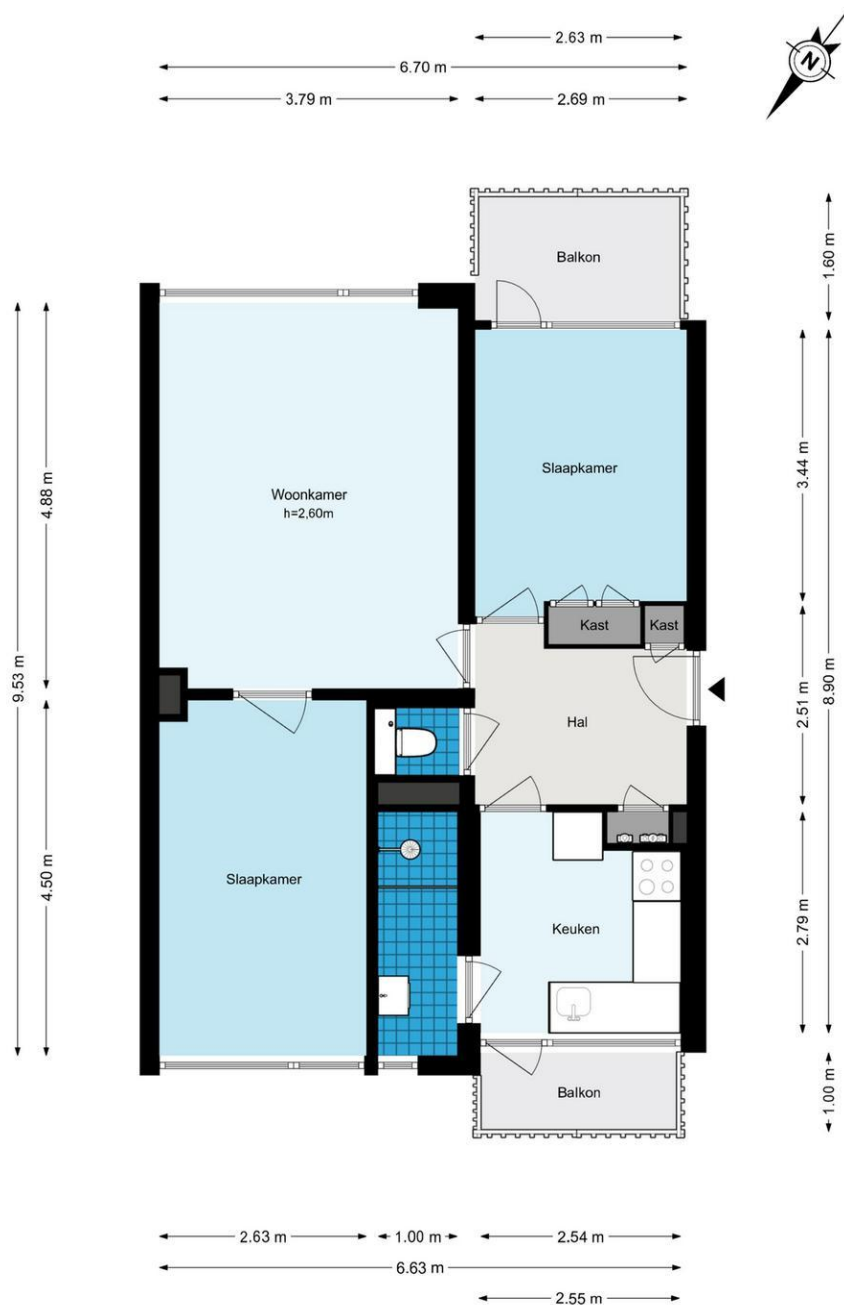 2.63 m
6.70 m
3.79 m
2.69 m
N
Balkon
1.60 m
Woonkamer
h=2,60m
Slaapkamer
4.88 m
3.44 m
9.53 m
Kast
Kast
Hal
2.51 m
8.90 m
Slaapkamer
4.50 m
Keuken
2.79 m
Balkon
1.00 m
2.63 m
1.00 m
2.54 m
6.63 m
2.55 m